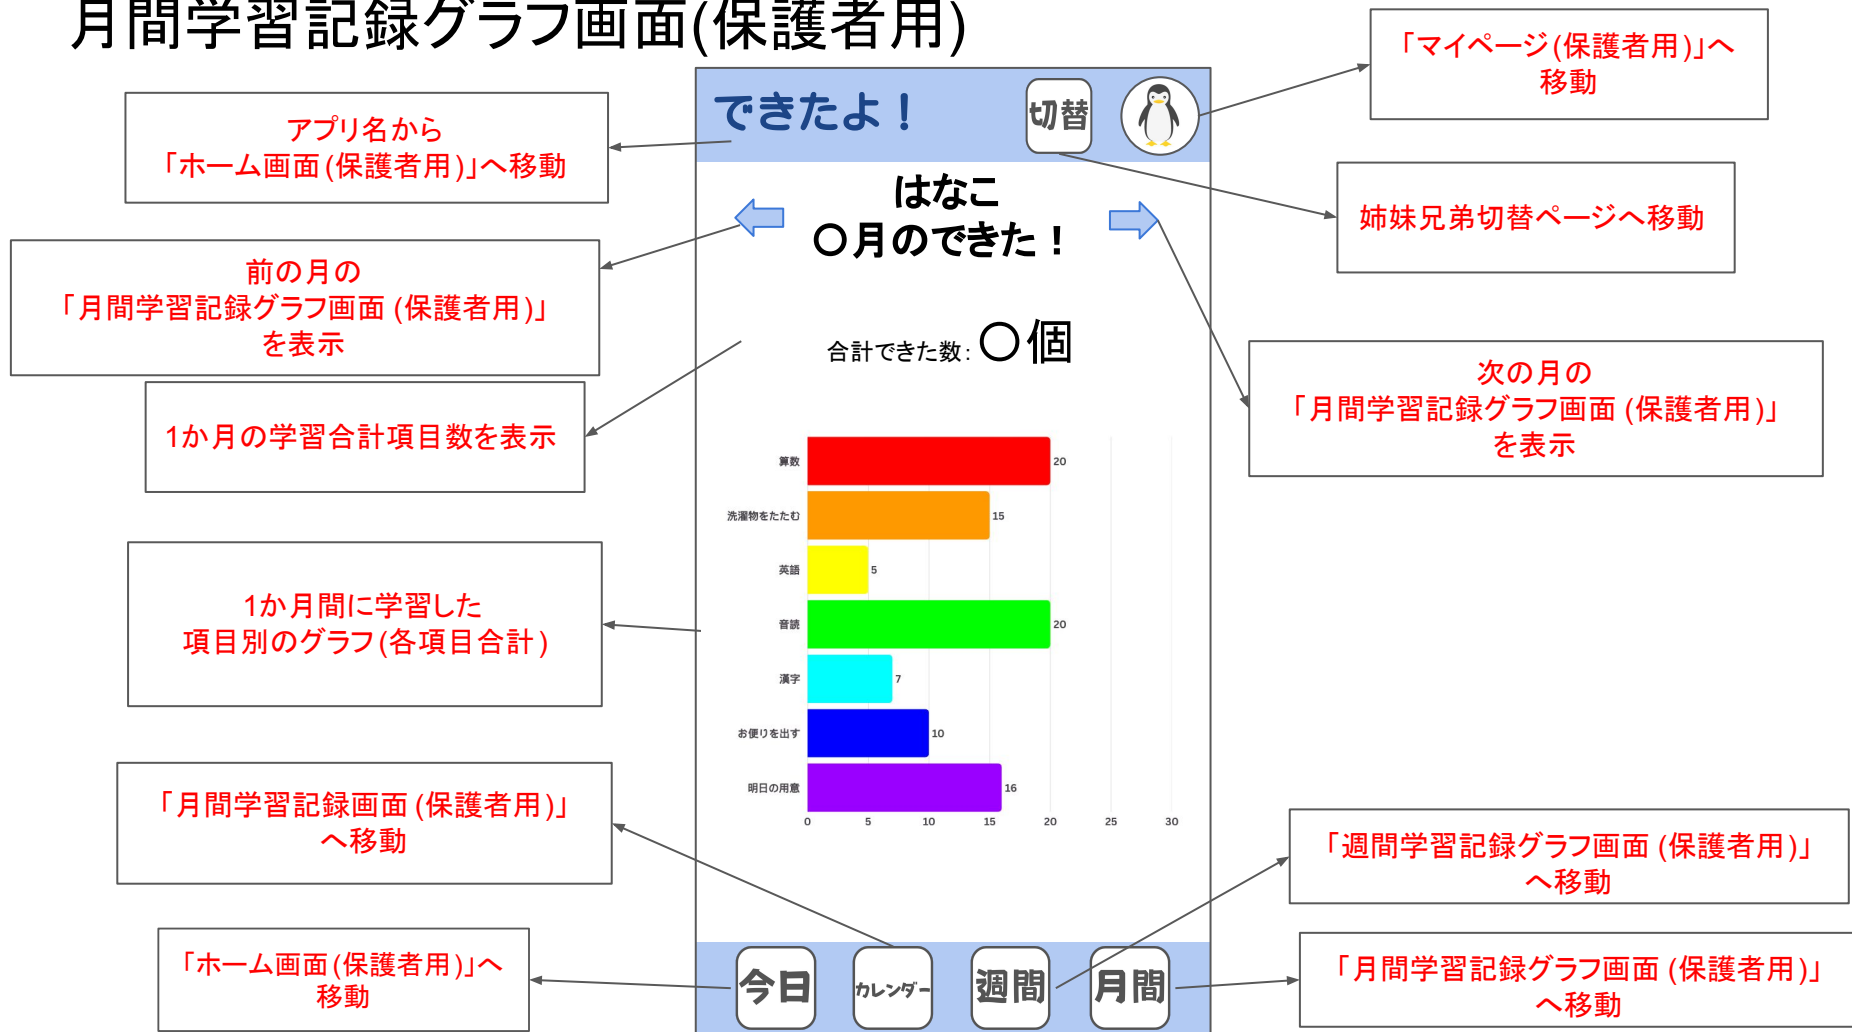 月間学習記録グラフ画面(保護者用)
「マイページ(保護者用)」へ
移動
アプリ名から
「ホーム画面(保護者用)」へ移動
できたよ！
切替
姉妹兄弟切替ページへ移動
はなこ
〇月のできた！
前の月の
「月間学習記録グラフ画面(保護者用)」
を表示
合計できた数:〇個
次の月の
「月間学習記録グラフ画面(保護者用)」
を表示
1か月の学習合計項目数を表示
算数 20
洗濯物をたたむ 15
英語 5
音読 20
漢字 7
お便りを出す 10
明日の用意 16
0 5 10 15 20 25 30
1か月間に学習した
項目別のグラフ(各項目合計)
「月間学習記録画面(保護者用)」
へ移動
「週間学習記録グラフ画面(保護者用)」
へ移動
「ホーム画面(保護者用)」へ
移動
今日
カレンダー
週間
月間
「月間学習記録グラフ画面(保護者用)」
へ移動